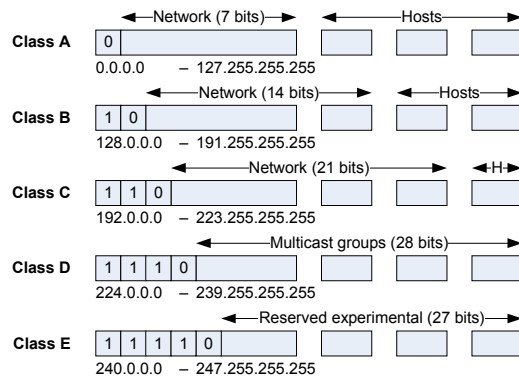 Network (7 bits) Hosts
Class A 0
0.0.0.0 – 127.255.255.255
Network (14 bits) Hosts
Class B 1 0
128.0.0.0 – 191.255.255.255
Network (21 bits) H
Class C 1 1 0
192.0.0.0 – 223.255.255.255
Multicast groups (28 bits)
Class D 1 1 1 0
224.0.0.0 – 239.255.255.255
Reserved experimental (27 bits)
Class E 1 1 1 1 0
240.0.0.0 – 247.255.255.255